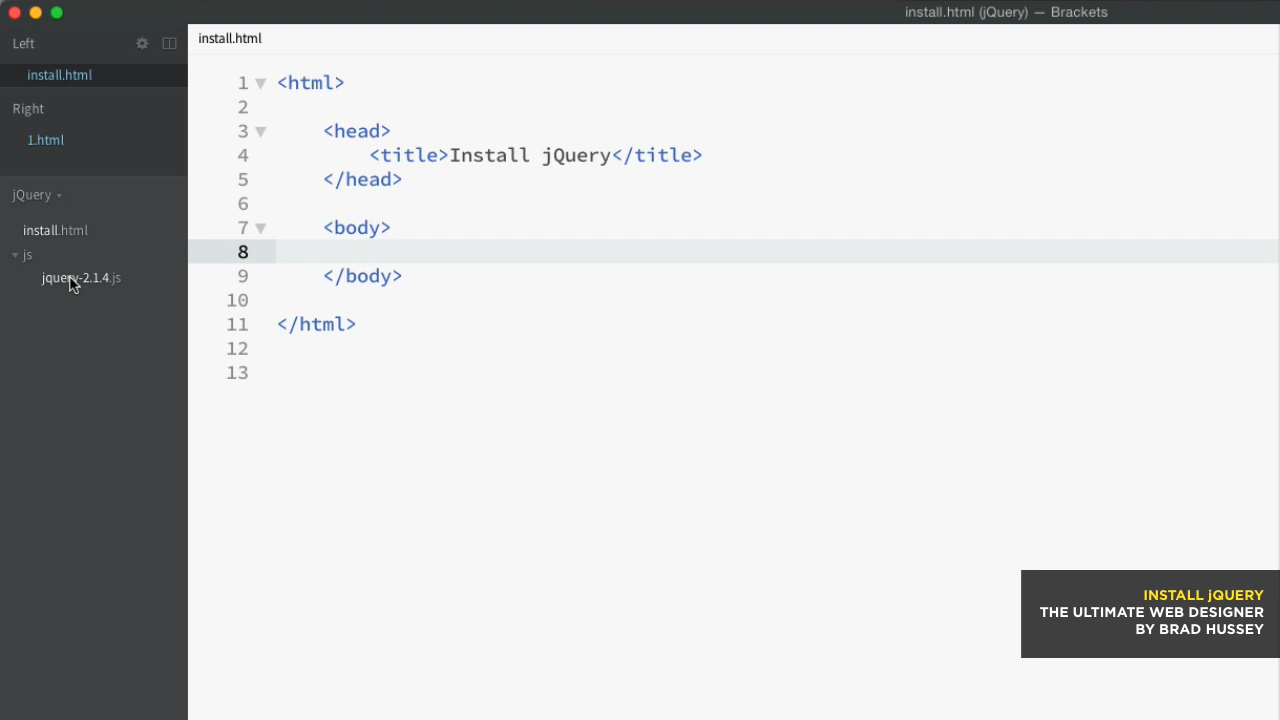 install.html (jQuery) — Brackets
Left
install.html
Right
1.html
jQuery
install.html
js
jquery-2.1.4.js
install.html
1 <html>
2
3 <head>
4 <title>Install jQuery</title>
5 </head>
6
7 <body>
8
9 </body>
10
11 </html>
12
13
INSTALL jQUERY
THE ULTIMATE WEB DESIGNER
BY BRAD HUSSEY